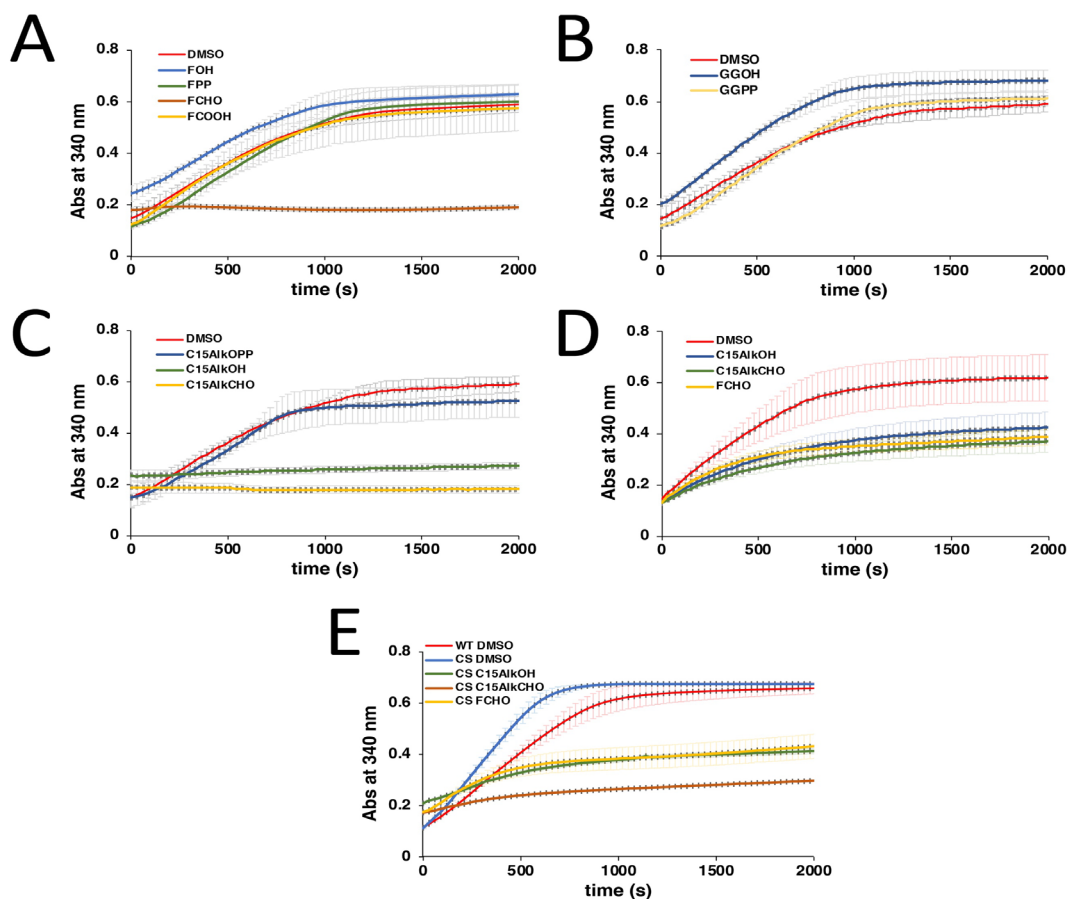 A
Abs at 340 nm
0.8
0.6
0.4
0.2
0
DMSO
FOH
FPP
FCHO
FCOOH
0 500 1000 1500 2000
time (s)
B
Abs at 340 nm
0.8
0.6
0.4
0.2
0
DMSO
GGOH
GGPP
0 500 1000 1500 2000
time (s)
C
Abs at 340 nm
0.8
0.6
0.4
0.2
0
DMSO
C15AlkOPP
C15AlkOH
C15AlkCHO
0 500 1000 1500 2000
time (s)
D
Abs at 340 nm
0.8
0.6
0.4
0.2
0
DMSO
C15AlkOH
C15AlkCHO
FCHO
0 500 1000 1500 2000
time (s)
E
Abs at 340 nm
0.8
0.6
0.4
0.2
0
WT DMSO
CS DMSO
CS C15AlkOH
CS C15AlkCHO
CS FCHO
0 500 1000 1500 2000
time (s)